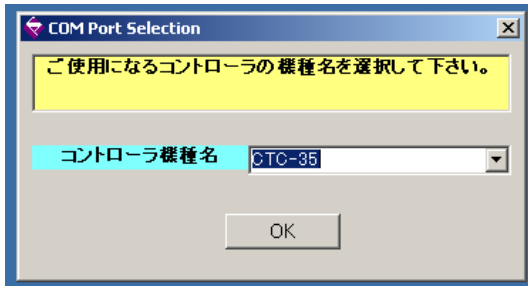 COM Port Selection
ご使用になるコントローラの機種名を選択して下さい。
コントローラ機種名
CTC-35
OK